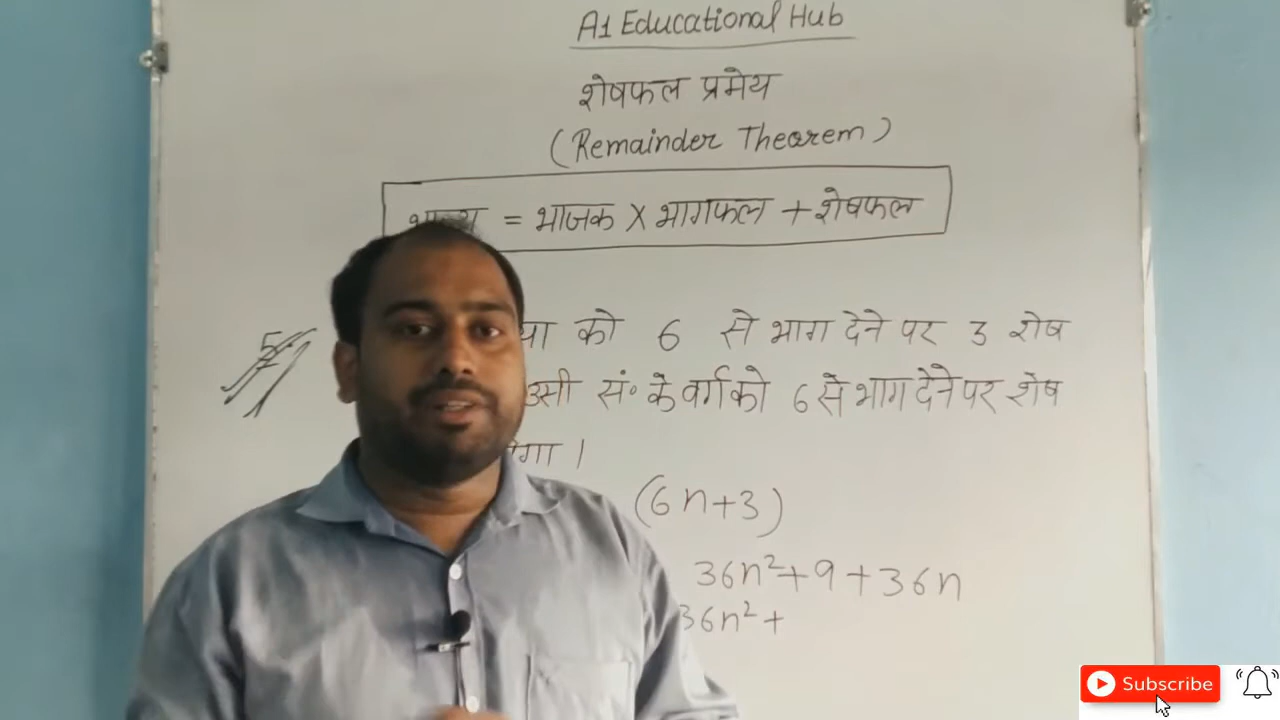 A1 Educational Hub
शेषफल प्रमेय
(Remainder Theorem)
= भाजक X भागफल + शेषफल
को 6 से भाग देने पर 3 शेष
उसी सं॰ के वर्ग को 6 से भाग देने पर शेष
(6n+3)
36n²+9+36n
36n²+
Subscribe